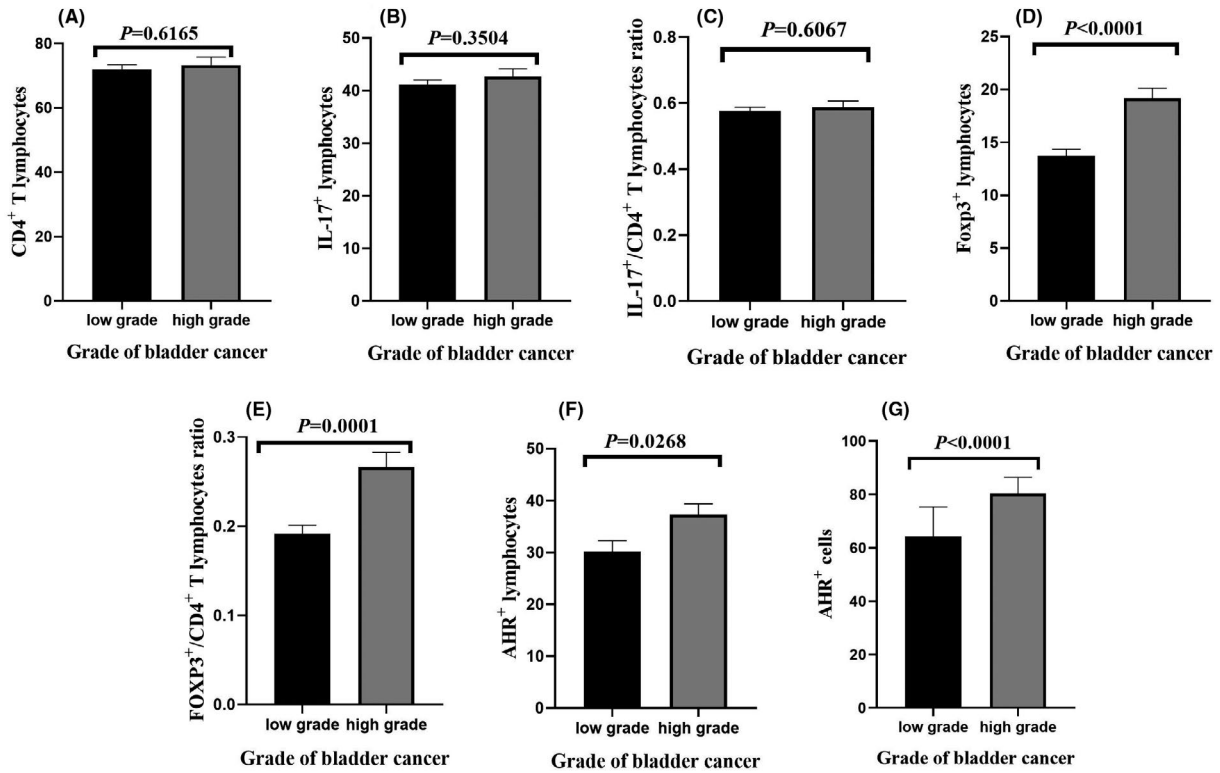 (A)
P=0.6165
CD4+ T lymphocytes
80
60
40
20
0
low grade high grade
Grade of bladder cancer
(B)
P=0.3504
IL-17+ lymphocytes
50
40
30
20
10
0
low grade high grade
Grade of bladder cancer
(C)
P=0.6067
IL-17+/CD4+ T lymphocytes ratio
0.8
0.6
0.4
0.2
0.0
low grade high grade
Grade of bladder cancer
(D)
P<0.0001
Foxp3+ lymphocytes
25
20
15
10
5
0
low grade high grade
Grade of bladder cancer
(E)
P=0.0001
FOXP3+/CD4+ T lymphocytes ratio
0.3
0.2
0.1
0.0
low grade high grade
Grade of bladder cancer
(F)
P=0.0268
AHR+ lymphocytes
50
40
30
20
10
0
low grade high grade
Grade of bladder cancer
(G)
P<0.0001
AHR+ cells
100
80
60
40
20
0
low grade high grade
Grade of bladder cancer